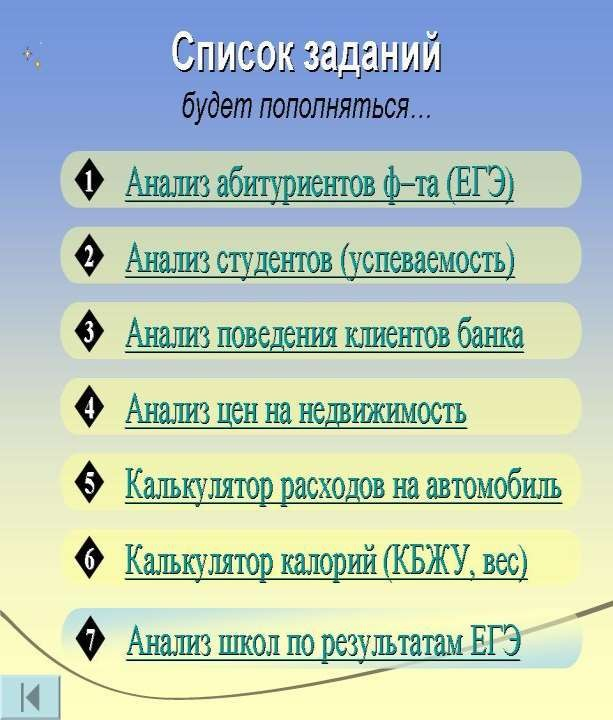 Список заданий
будет пополняться...
1 Анализ абитуриентов ф–та (ЕГЭ)
2 Анализ студентов (успеваемость)
3 Анализ поведения клиентов банка
4 Анализ цен на недвижимость
5 Калькулятор расходов на автомобиль
6 Калькулятор калорий (КБЖУ, вес)
7 Анализ школ по результатам ЕГЭ